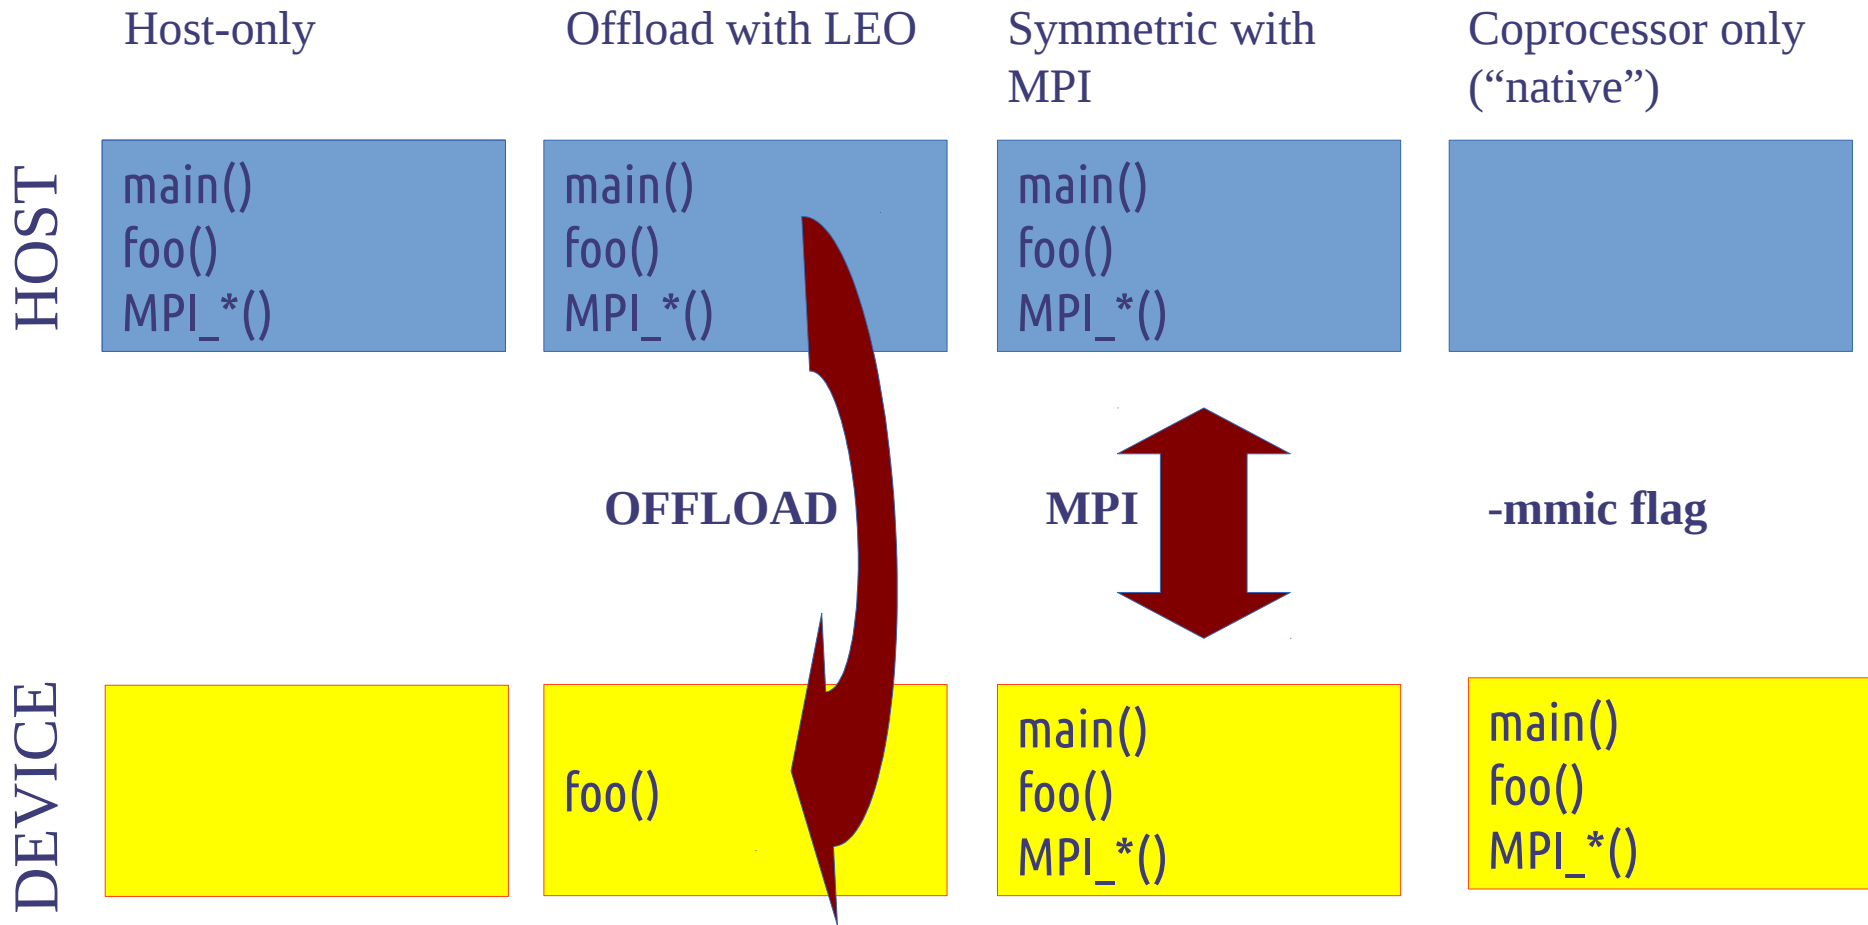 Host-only
Offload with LEO
Symmetric with
MPI
Coprocessor only
(“native”)
HOST
main()
foo()
MPI_*()
main()
foo()
MPI_*()
main()
foo()
MPI_*()
OFFLOAD
MPI
-mmic flag
DEVICE
foo()
main()
foo()
MPI_*()
main()
foo()
MPI_*()